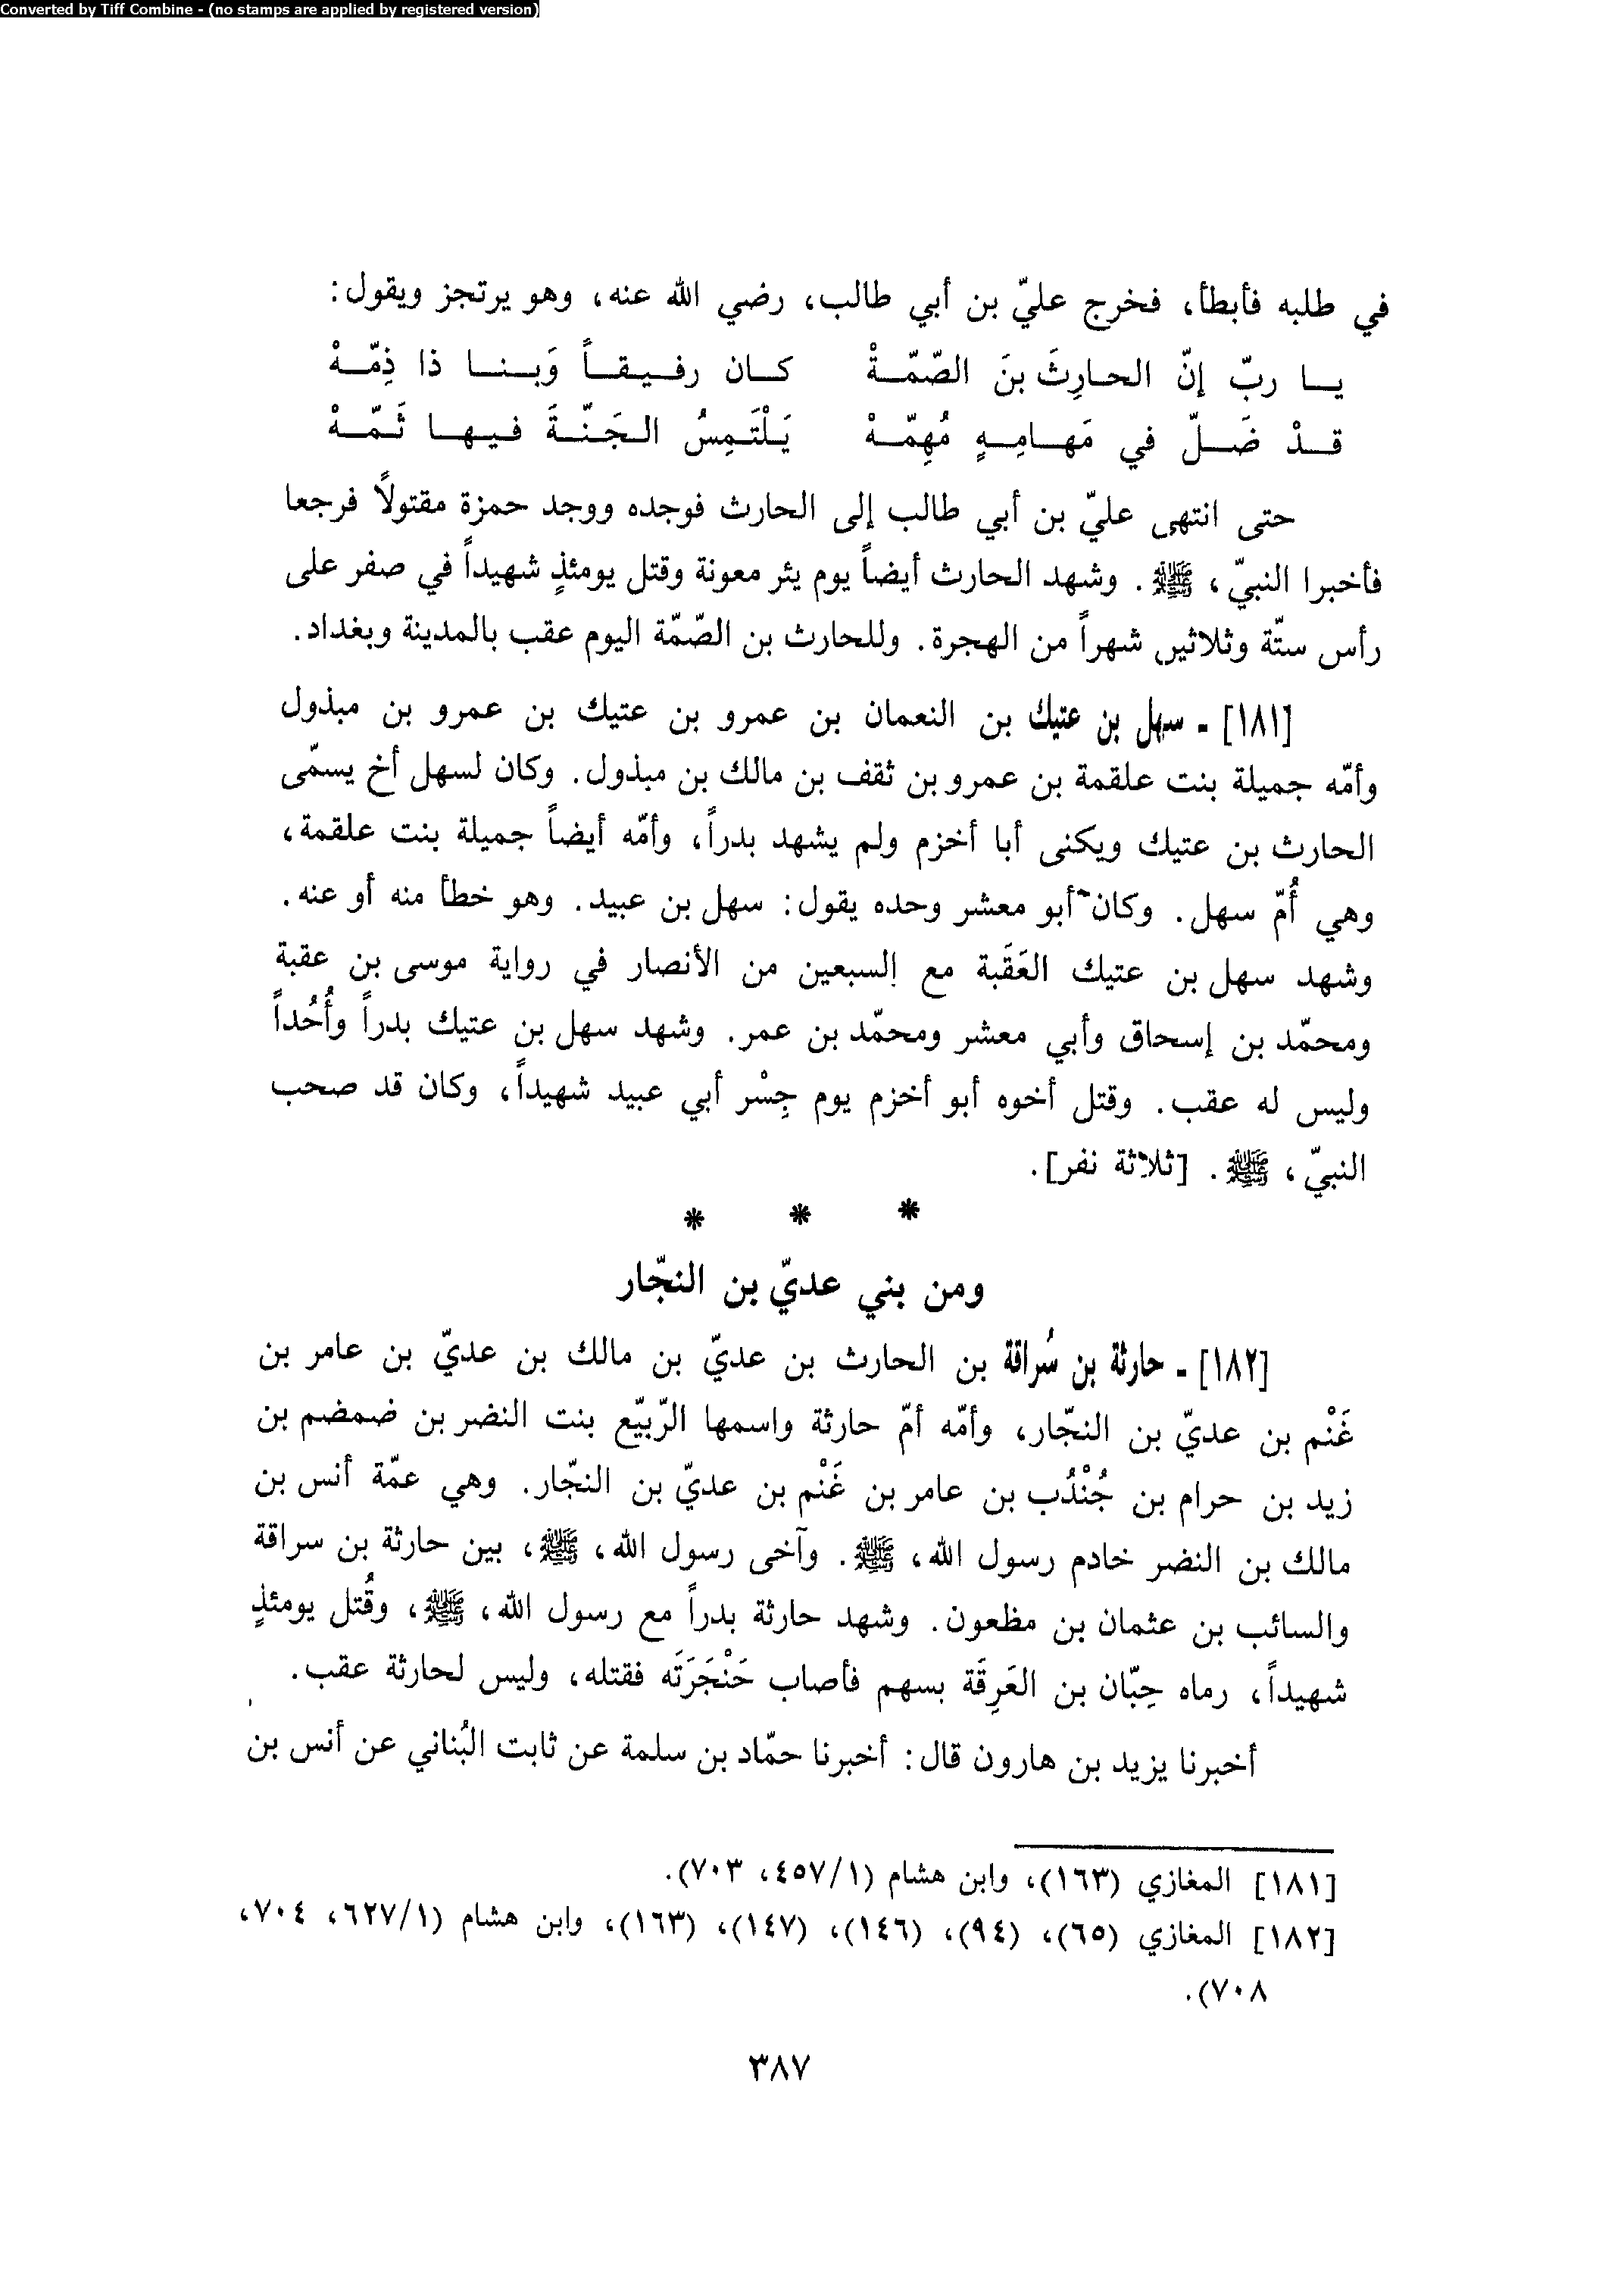 Converted by Tiff Combine - (no stamps are applied by registered version)
في طلبه فأبطأ، فخرج عليّ بن أبي طالب، رضي الله عنه، وهو يرتجز ويقول:
يا ربّ إنّ الحارِثَ بنَ الصّمّهْ كان رفيقاً وَبنا ذا ذِمّهْ
قدْ ضَلّ في مَهامِهٍ مُهِمّهْ يَلْتَمِسُ الجَنّةَ فيها ثَمّهْ
حتى انتهى عليّ بن أبي طالب إلى الحارث فوجده ووجد حمزة مقتولاً فرجعا
فأخبرا النبيّ، ﷺ. وشهد الحارث أيضاً يوم بئر معونة وقتل يومئذٍ شهيداً في صفر على
رأس ستّة وثلاثين شهراً من الهجرة. وللحارث بن الصّمّة اليوم عقب بالمدينة وبغداد.
[١٨١] ـ سهل بن عتيك بن النعمان بن عمرو بن عتيك بن عمرو بن مبذول
وأمّه جميلة بنت علقمة بن عمرو بن ثقف بن مالك بن مبذول. وكان لسهل أخ يسمّى
الحارث بن عتيك ويكنى أبا أخزم ولم يشهد بدراً، وأمّه أيضاً جميلة بنت علقمة،
وهي أُمّ سهل. وكان أبو معشر وحده يقول: سهل بن عبيد. وهو خطأ منه أو عنه.
وشهد سهل بن عتيك العَقَبة مع السبعين من الأنصار في رواية موسى بن عقبة
ومحمّد بن إسحاق وأبي معشر ومحمّد بن عمر. وشهد سهل بن عتيك بدراً وأُحُداً
وليس له عقب. وقتل أخوه أبو أخزم يوم جِسْر أبي عبيد شهيداً، وكان قد صحب
النبيّ، ﷺ. [ثلاثة نفر].
* * *
ومن بني عديّ بن النجّار
[١٨٢] ـ حارثة بن سُراقة بن الحارث بن عديّ بن مالك بن عديّ بن عامر بن
غَنْم بن عديّ بن النجّار، وأمّه أمّ حارثة واسمها الرّبيّع بنت النضر بن ضمضم بن
زيد بن حرام بن جُنْدُب بن عامر بن غَنْم بن عديّ بن النجّار. وهي عمّة أنس بن
مالك بن النضر خادم رسول الله، ﷺ. وآخى رسول الله، ﷺ، بين حارثة بن سراقة
والسائب بن عثمان بن مظعون. وشهد حارثة بدراً مع رسول الله، ﷺ، وقُتل يومئذٍ
شهيداً، رماه حِبّان بن العَرِقَة بسهم فأصاب حَنْجَرَتَه فقتله، وليس لحارثة عقب.
أخبرنا يزيد بن هارون قال: أخبرنا حمّاد بن سلمة عن ثابت البُناني عن أنس بن
[١٨١] المغازي (١٦٣)، وابن هشام (٤٥٧/١، ٧٠٣).
[١٨٢] المغازي (٦٥)، (٩٤)، (١٤٦)، (١٤٧)، (١٦٣)، وابن هشام (٦٢٧/١، ٧٠٤،
٧٠٨).
٣٨٧